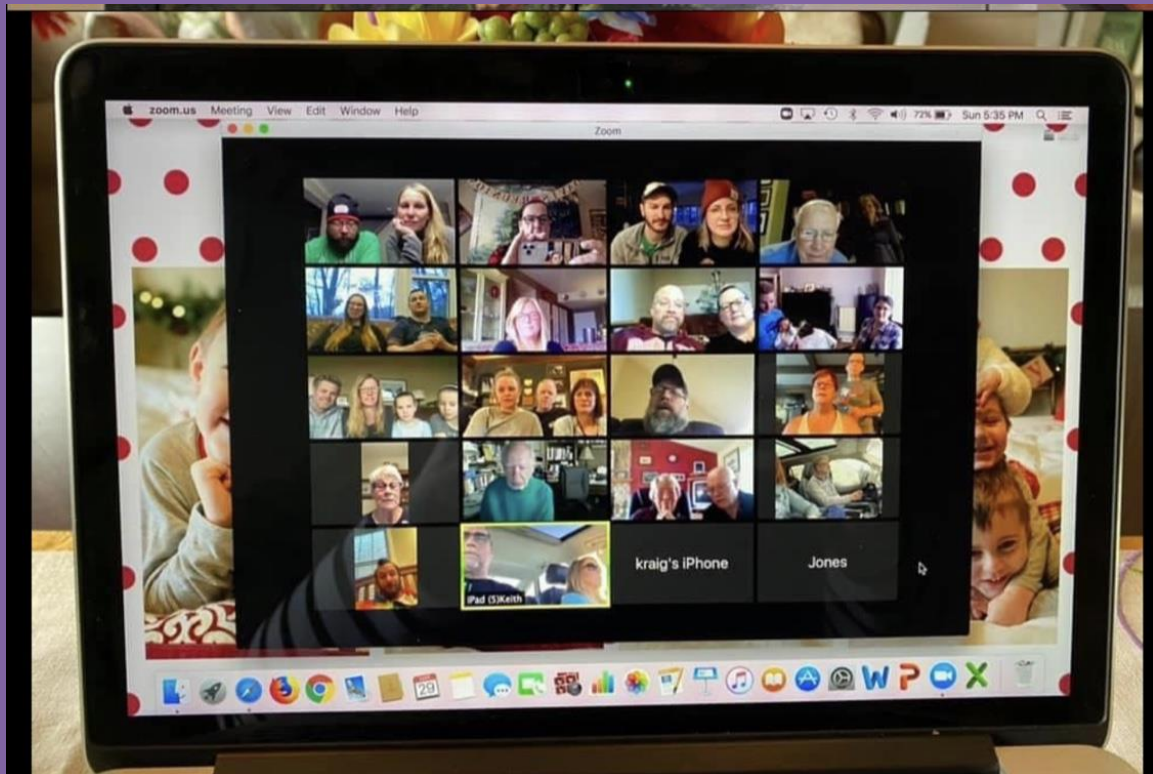 zoom.us Meeting View Edit Window Help 72% Sun 5:35 PM
Zoom
kraig's iPhone
Jones
iPad (5)Keith
29
W P X